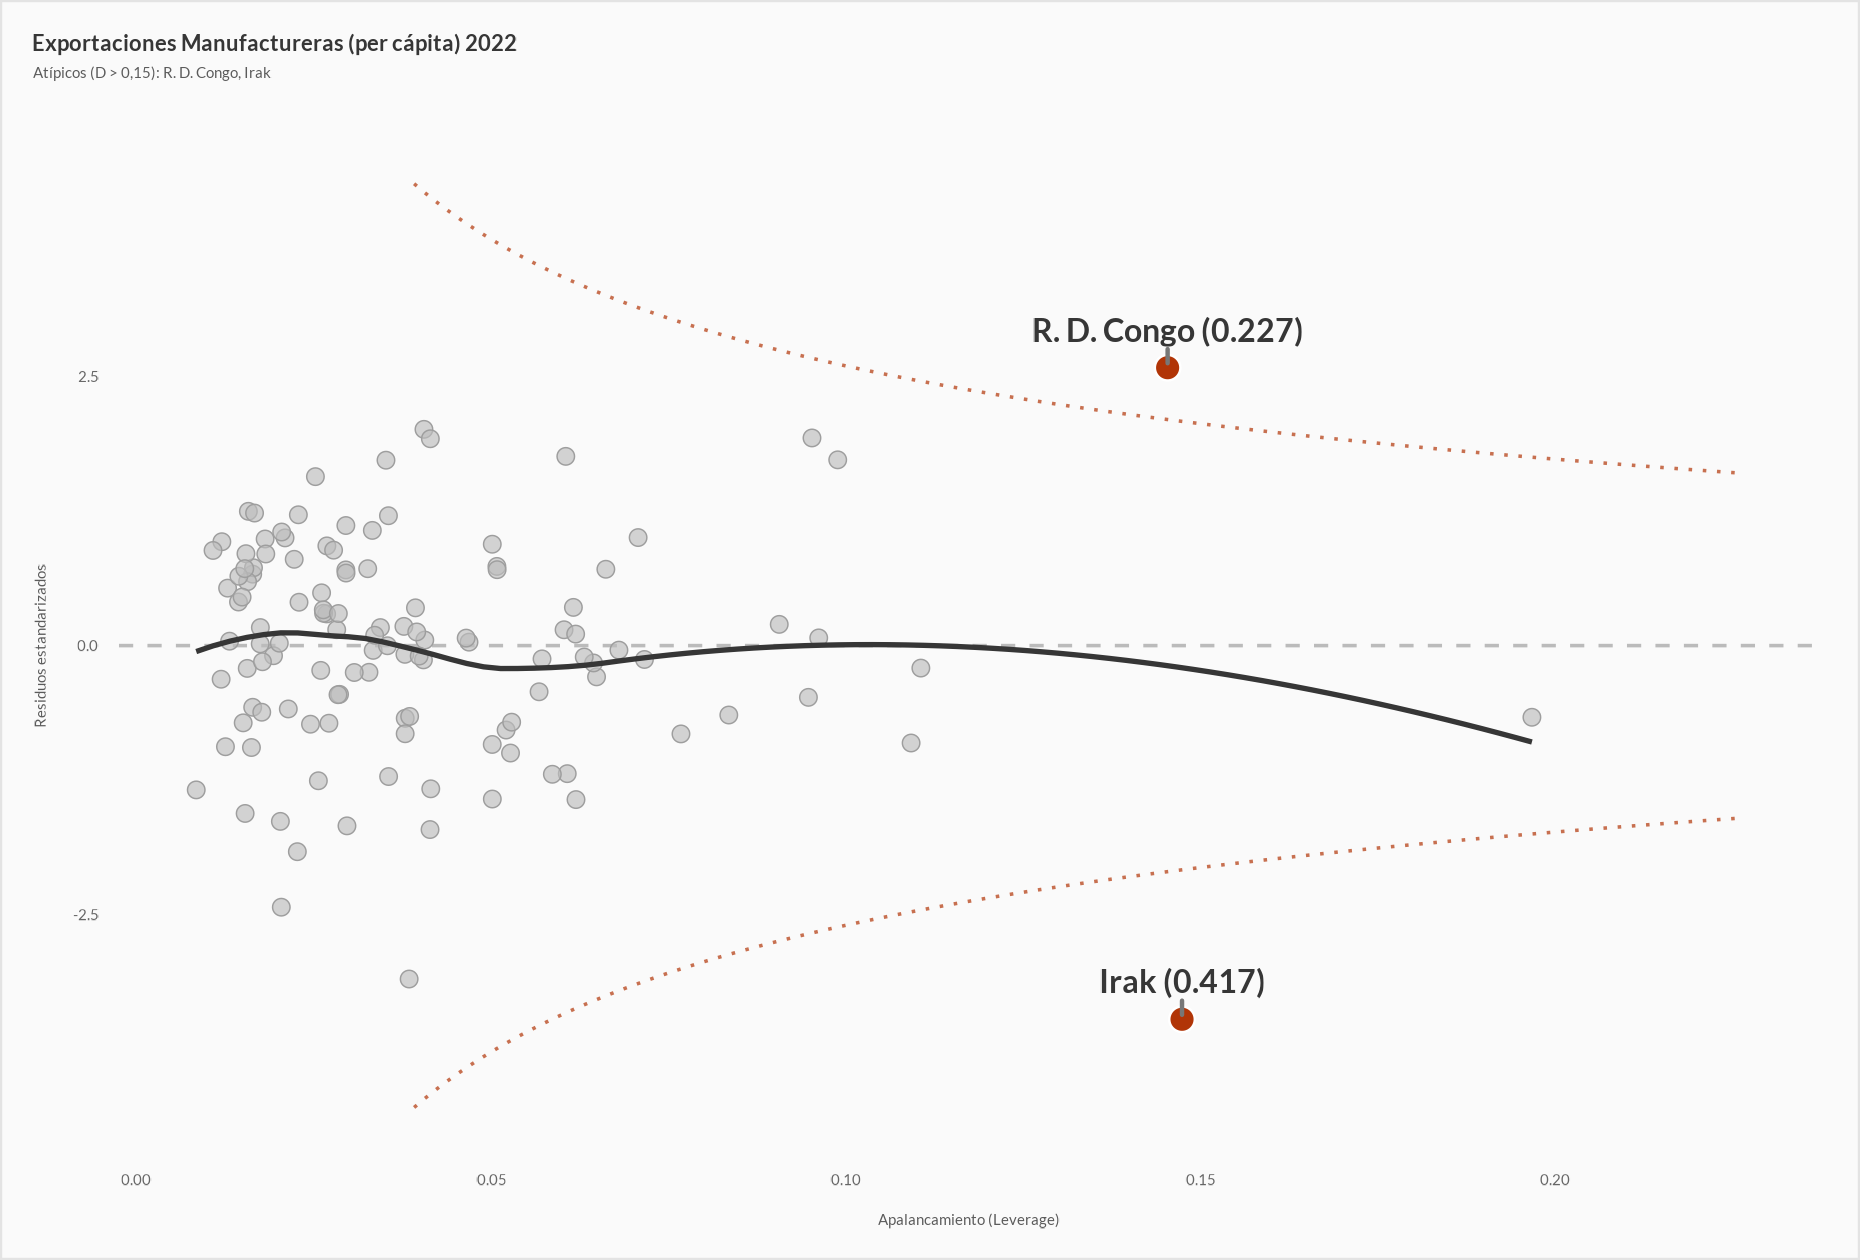 Exportaciones Manufactureras (per cápita) 2022
Atípicos (D > 0,15): R. D. Congo, Irak
R. D. Congo (0.227)
2.5
Residuos estandarizados
0.0
-2.5
Irak (0.417)
0.00
0.05
0.10
0.15
0.20
Apalancamiento (Leverage)